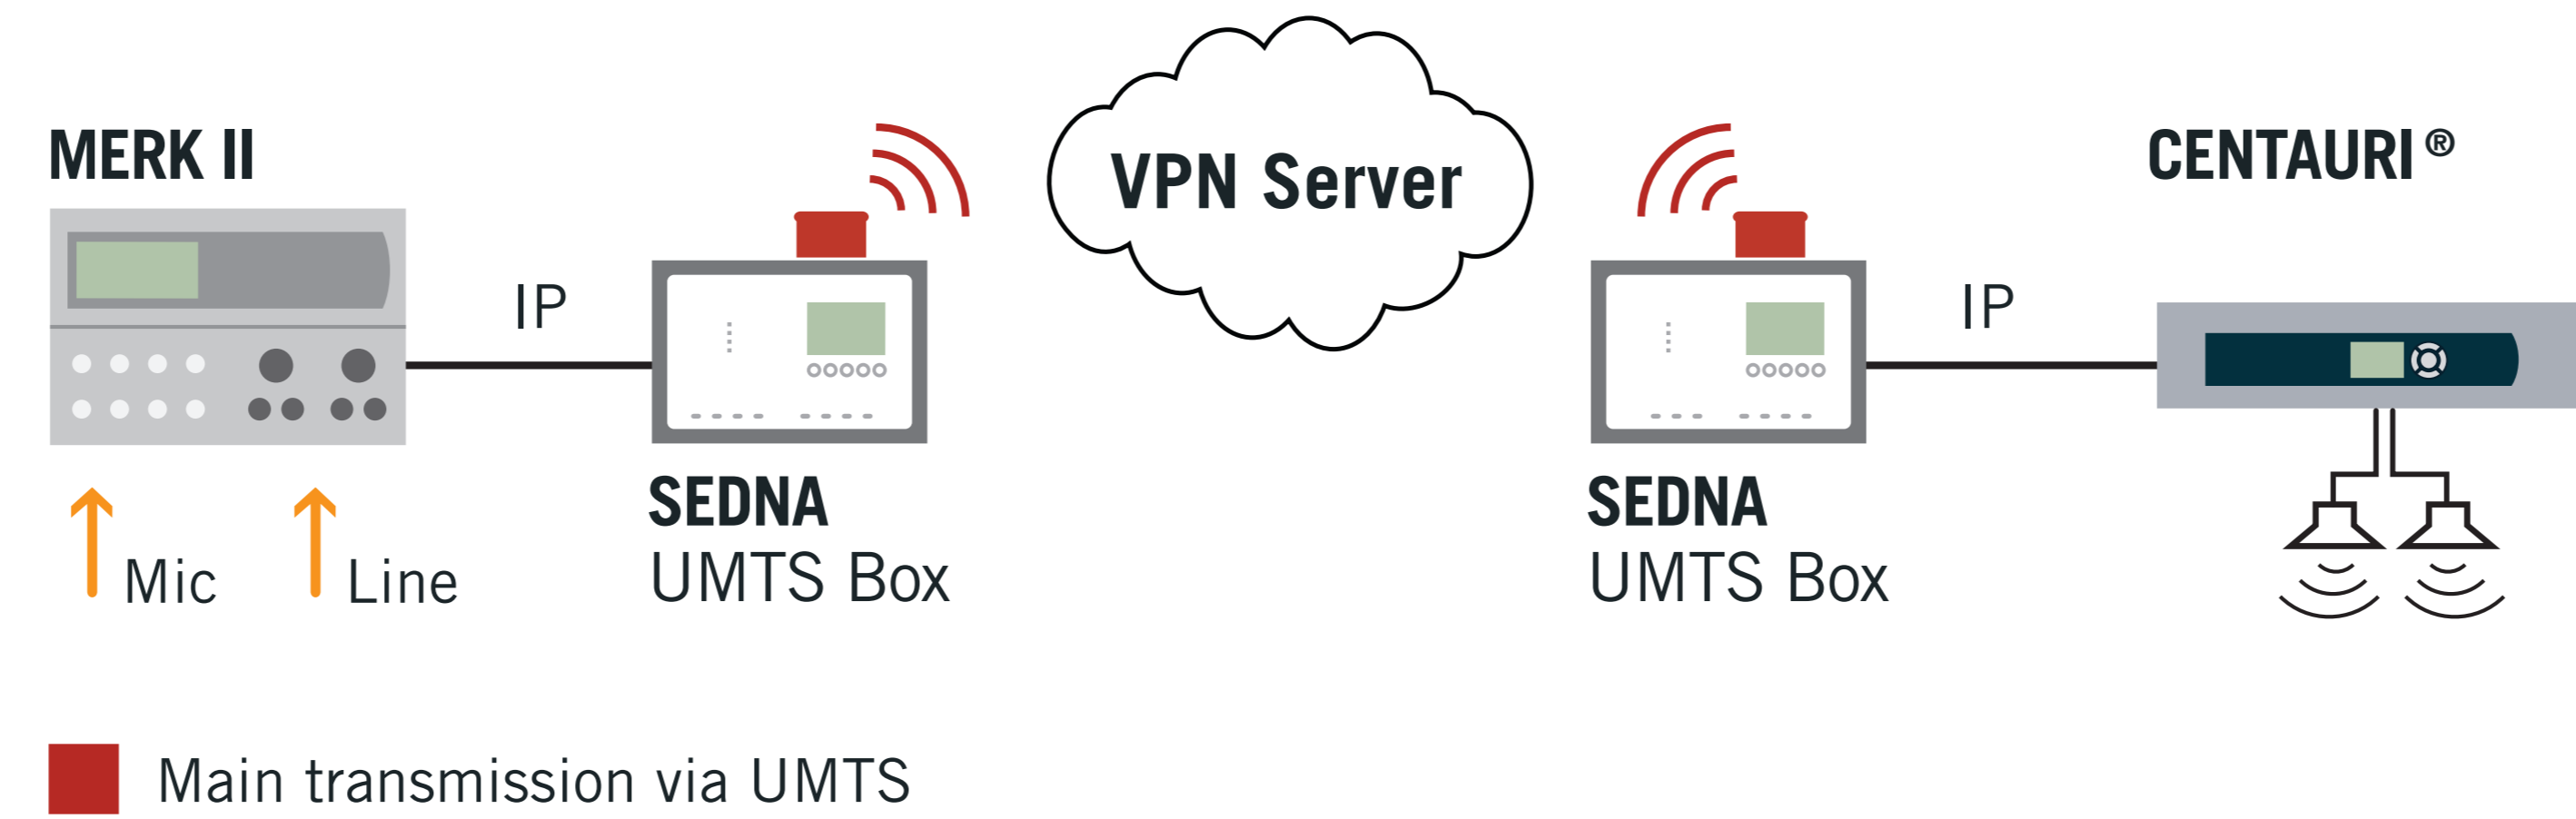 MERK II
VPN Server
CENTAURI ®
IP
IP
SEDNA
UMTS Box
SEDNA
UMTS Box
Mic
Line
Main transmission via UMTS